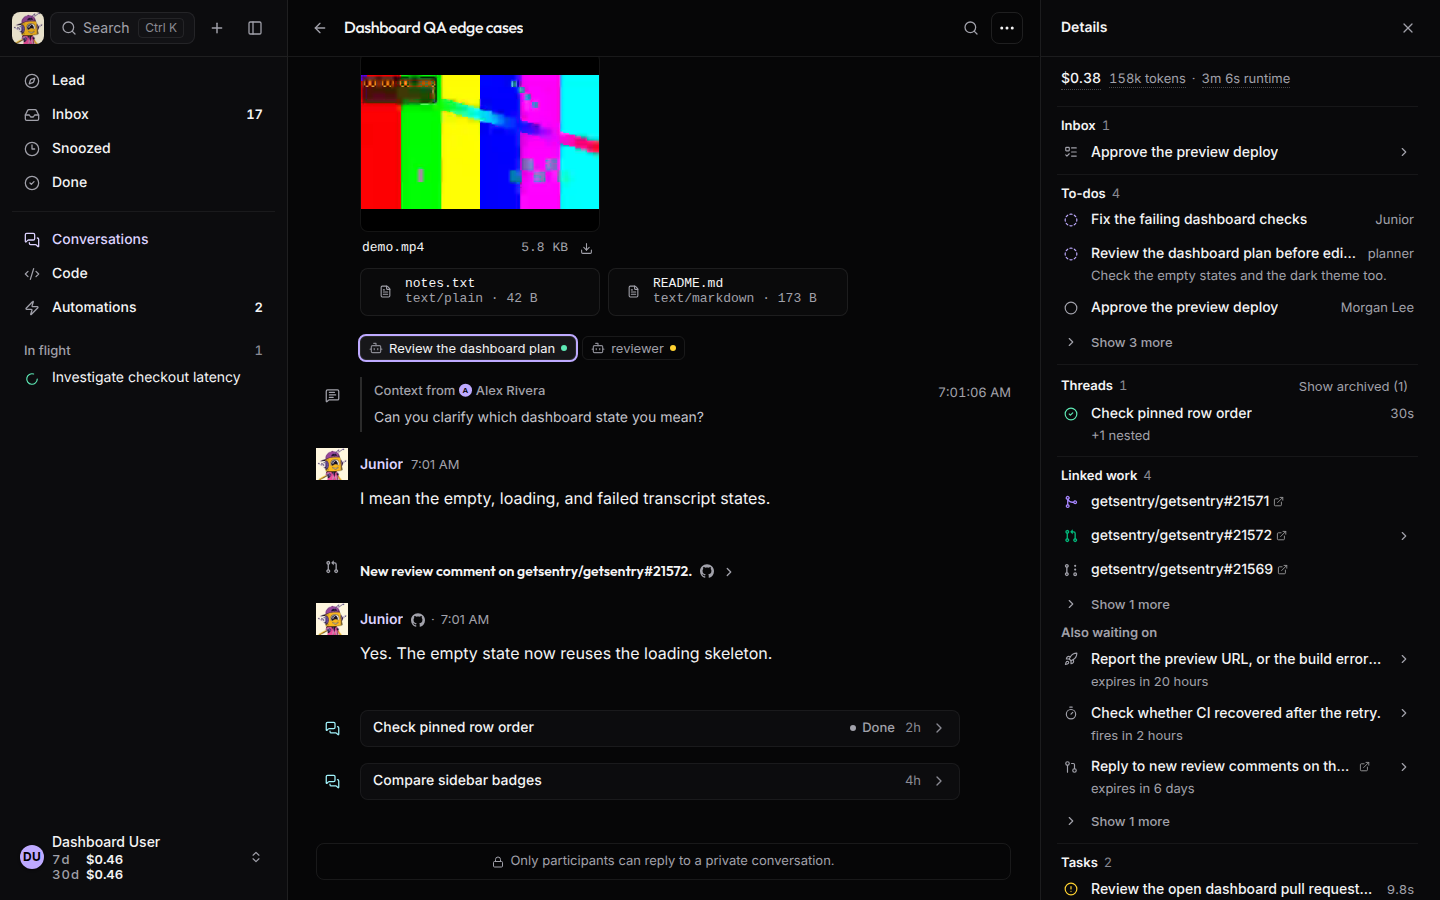 Search Ctrl K
Lead
Inbox 17
Snoozed
Done
Conversations
Code
Automations 2
In flight 1
Investigate checkout latency
DU
Dashboard User
7d $0.46
30d $0.46
Dashboard QA edge cases
demo.mp4 5.8 KB
notes.txt
text/plain · 42 B
README.md
text/markdown · 173 B
Review the dashboard plan
reviewer
Context from A Alex Rivera 7:01:06 AM
Can you clarify which dashboard state you mean?
Junior 7:01 AM
I mean the empty, loading, and failed transcript states.
New review comment on getsentry/getsentry#21572.
Junior · 7:01 AM
Yes. The empty state now reuses the loading skeleton.
Check pinned row order Done 2h
Compare sidebar badges 4h
Only participants can reply to a private conversation.
Details
$0.38 158k tokens · 3m 6s runtime
Inbox 1
Approve the preview deploy
To-dos 4
Fix the failing dashboard checks Junior
Review the dashboard plan before edi... planner
Check the empty states and the dark theme too.
Approve the preview deploy Morgan Lee
Show 3 more
Threads 1 Show archived (1)
Check pinned row order 30s
+1 nested
Linked work 4
getsentry/getsentry#21571
getsentry/getsentry#21572
getsentry/getsentry#21569
Show 1 more
Also waiting on
Report the preview URL, or the build error...
expires in 20 hours
Check whether CI recovered after the retry.
fires in 2 hours
Reply to new review comments on th...
expires in 6 days
Show 1 more
Tasks 2
Review the open dashboard pull request... 9.8s